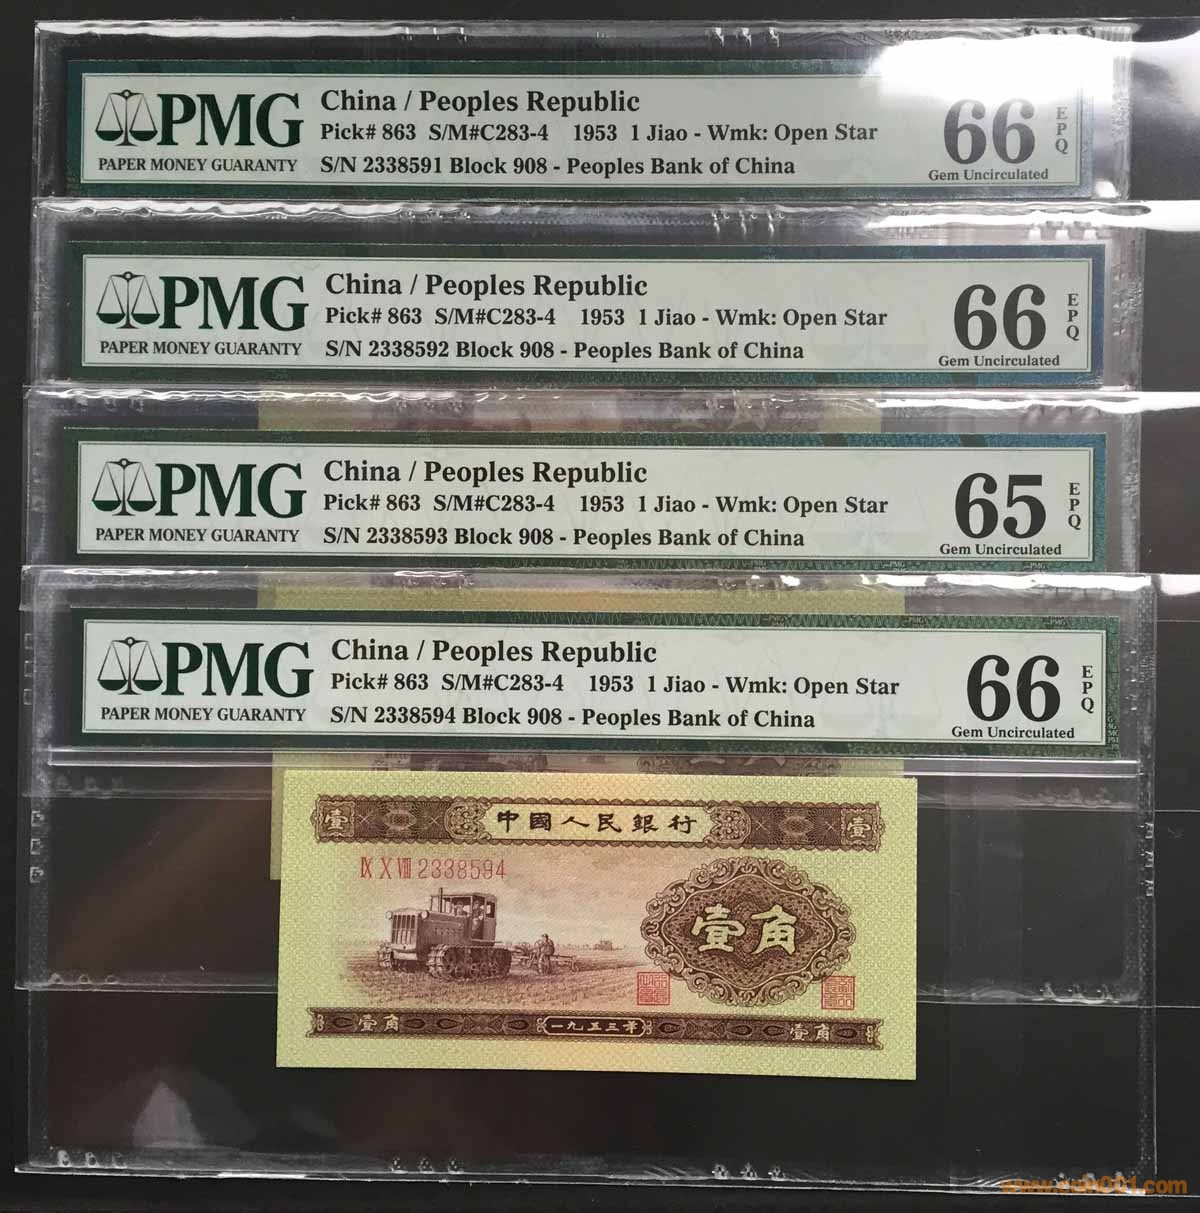 PMG
PAPER MONEY GUARANTY
China / Peoples Republic
Pick# 863 S/M#C283-4 1953 1 Jiao - Wmk: Open Star
S/N 2338591 Block 908 - Peoples Bank of China
66
EPQ
Gem Uncirculated
PMG
PAPER MONEY GUARANTY
China / Peoples Republic
Pick# 863 S/M#C283-4 1953 1 Jiao - Wmk: Open Star
S/N 2338592 Block 908 - Peoples Bank of China
66
EPQ
Gem Uncirculated
PMG
PAPER MONEY GUARANTY
China / Peoples Republic
Pick# 863 S/M#C283-4 1953 1 Jiao - Wmk: Open Star
S/N 2338593 Block 908 - Peoples Bank of China
65
EPQ
Gem Uncirculated
PMG
PAPER MONEY GUARANTY
China / Peoples Republic
Pick# 863 S/M#C283-4 1953 1 Jiao - Wmk: Open Star
S/N 2338594 Block 908 - Peoples Bank of China
66
EPQ
Gem Uncirculated
壹 中國人民銀行 壹
IX X VIII 2338594
壹角
壹角 一九五三年 壹角